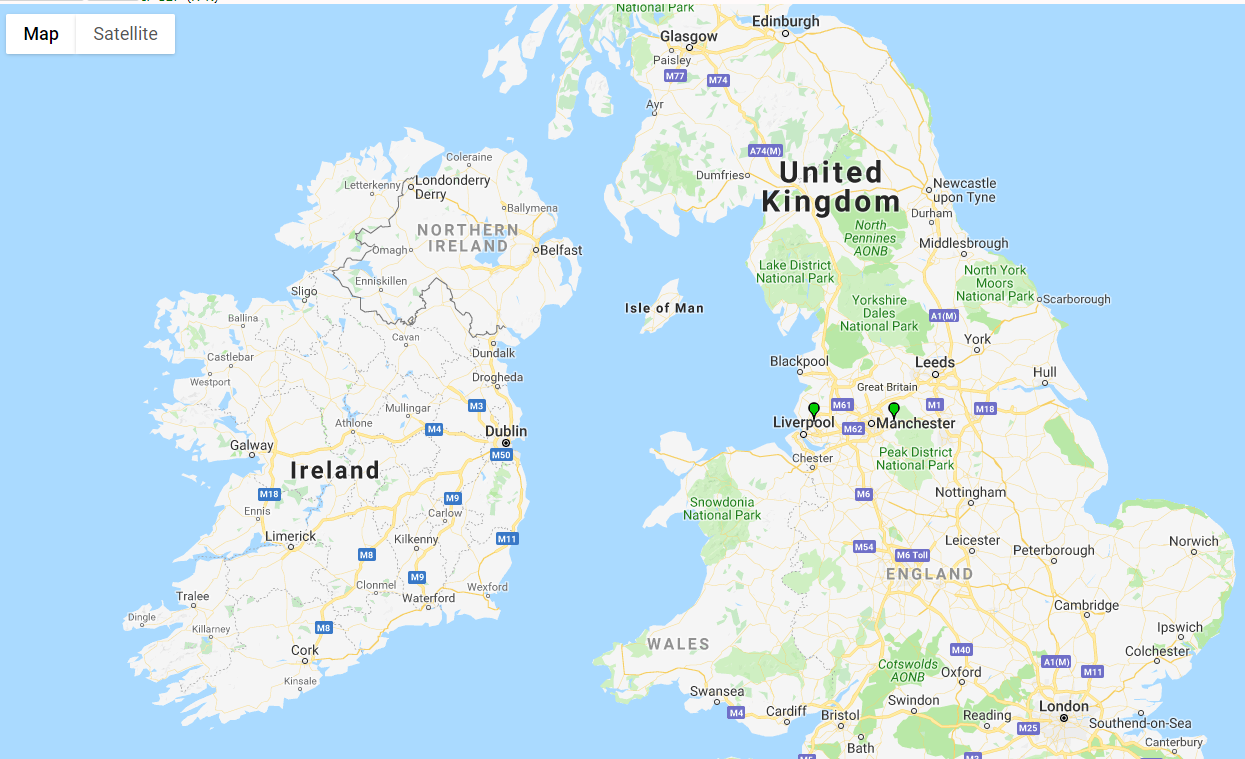 National Park
Edinburgh
Map
Satellite
Glasgow
Paisley
M77
M74
Ayr
A74(M)
Coleraine
United
Kingdom
Dumfries
Letterkenny
Londonderry
Derry
Newcastle
upon Tyne
Ballymena
Durham
NORTHERN
IRELAND
North
Pennines
AONB
Middlesbrough
Omagh
Belfast
Lake District
National Park
North York
Moors
National Park
Enniskillen
Sligo
Scarborough
Isle of Man
Yorkshire
Dales
National Park
A1(M)
Ballina
Cavan
York
Dundalk
Castlebar
Blackpool
Leeds
Hull
Westport
Drogheda
Great Britain
Mullingar
M3
M61
M1
M18
Athlone
M4
Dublin
Liverpool
M62
Manchester
Galway
M50
Chester
Peak District
National Park
Ireland
M18
M9
M6
Nottingham
Snowdonia
National Park
Ennis
Carlow
Limerick
Kilkenny
M11
Leicester
Norwich
M8
M54
M6 Toll
Peterborough
M9
ENGLAND
Clonmel
Wexford
Tralee
Waterford
Cambridge
Dingle
Killarney
M8
Ipswich
WALES
Cork
M40
Colchester
Cotswolds
AONB
A1(M)
M11
Oxford
Kinsale
Swansea
Swindon
London
M4
Cardiff
Bristol
Reading
M25
Southend-on-Sea
Bath
Canterbury